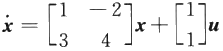 ẋ = [1 -2; 3 4] x + [1; 1] u